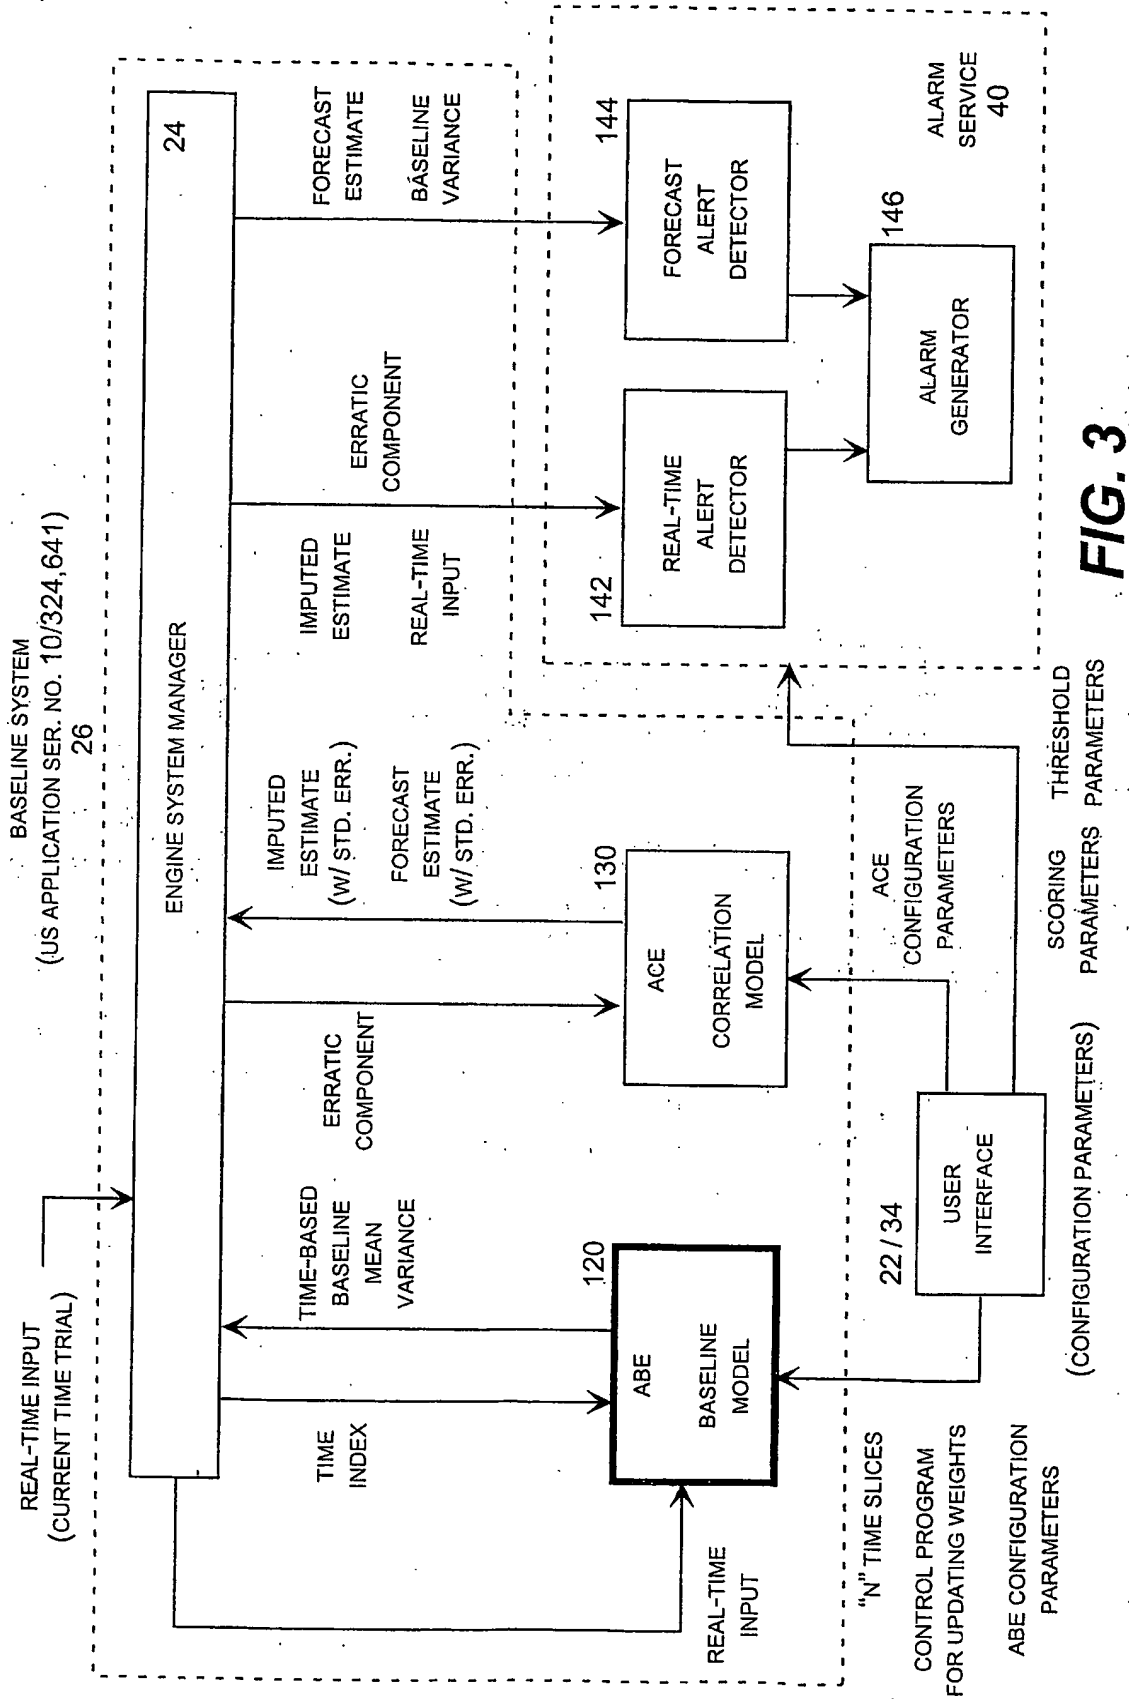 BASELINE SYSTEM
(US APPLICATION SER. NO. 10/324,641)
26
REAL-TIME INPUT
(CURRENT TIME TRIAL)
ENGINE SYSTEM MANAGER
24
TIME
INDEX
TIME-BASED
BASELINE
MEAN
VARIANCE
ERRATIC
COMPONENT
IMPUTED
ESTIMATE
(W/ STD. ERR.)
FORECAST
ESTIMATE
(W/ STD. ERR.)
IMPUTED
ESTIMATE
REAL-TIME
INPUT
ERRATIC
COMPONENT
FORECAST
ESTIMATE
BASELINE
VARIANCE
REAL-TIME
INPUT
120
ABE
BASELINE
MODEL
130
ACE
CORRELATION
MODEL
142
REAL-TIME
ALERT
DETECTOR
144
FORECAST
ALERT
DETECTOR
146
ALARM
GENERATOR
ALARM
SERVICE
40
"N" TIME SLICES
CONTROL PROGRAM
FOR UPDATING WEIGHTS
ABE CONFIGURATION
PARAMETERS
22 / 34
USER
INTERFACE
(CONFIGURATION PARAMETERS)
ACE
CONFIGURATION
PARAMETERS
SCORING
PARAMETERS
THRESHOLD
PARAMETERS
FIG. 3